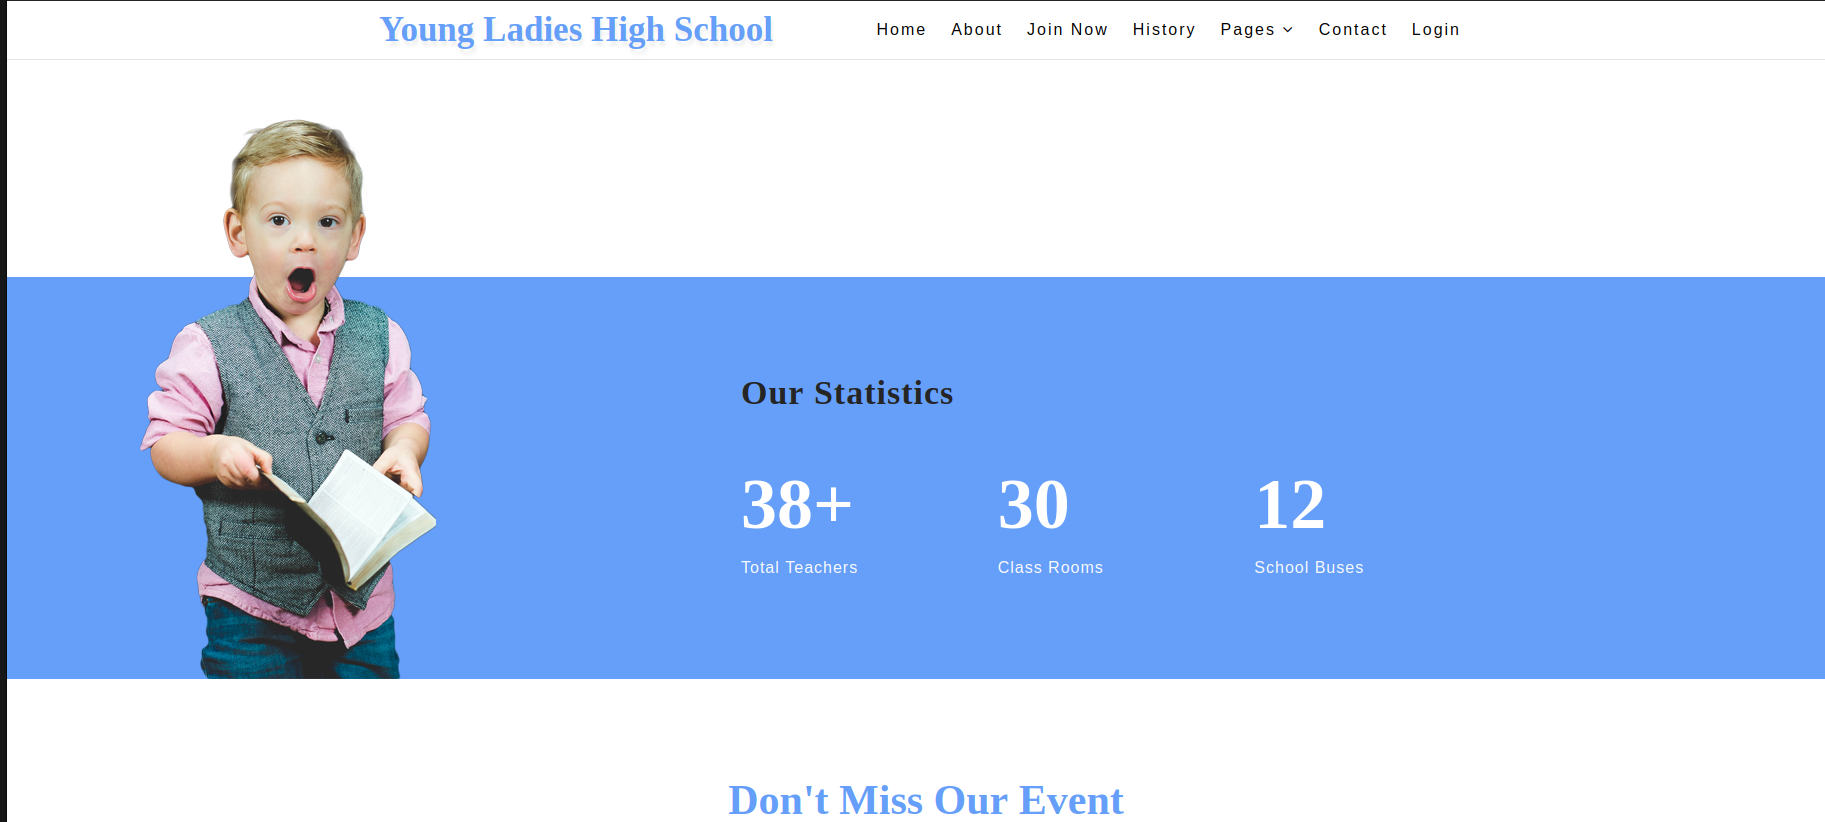 Young Ladies High School
Home About Join Now History Pages Contact Login
Our Statistics
38+ 30 12
Total Teachers Class Rooms School Buses
Don't Miss Our Event